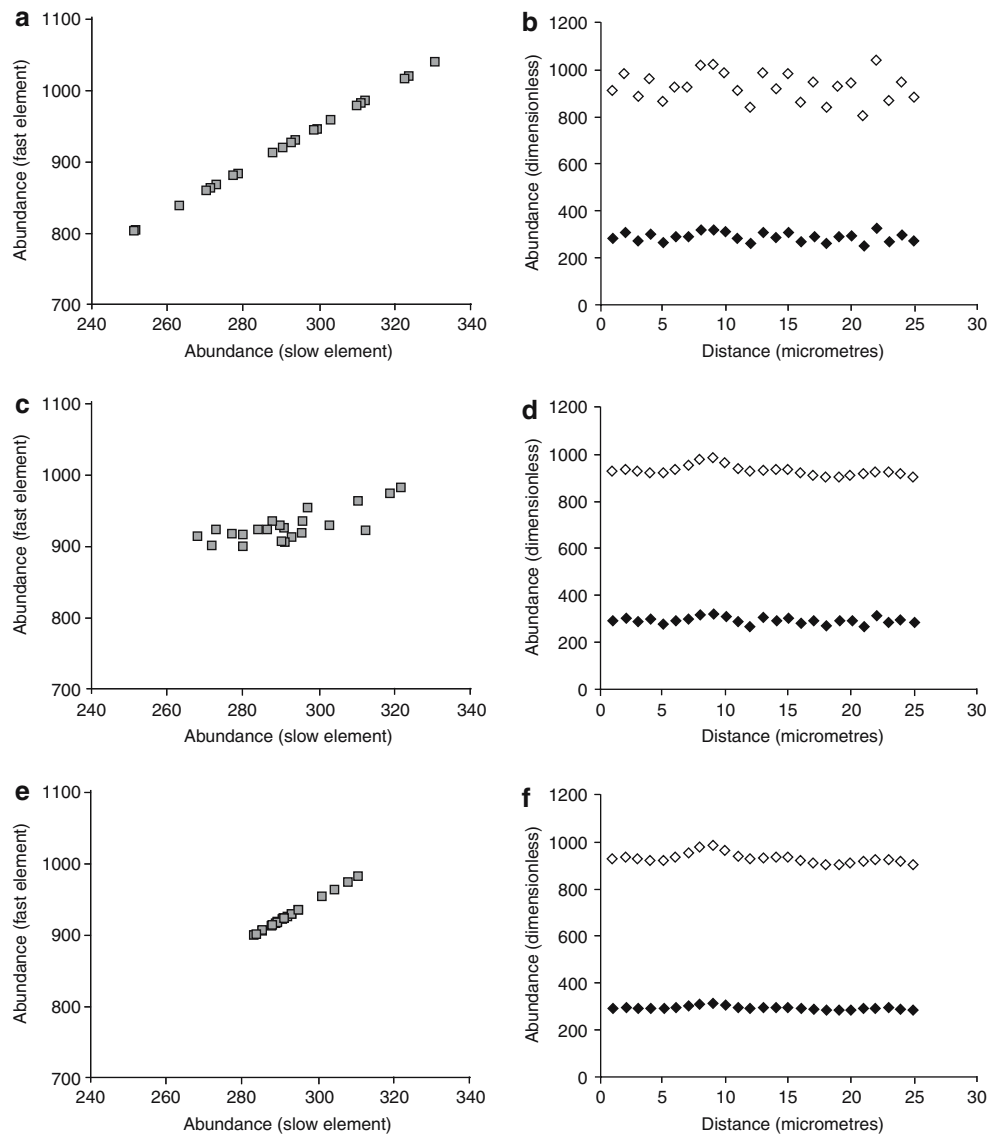 a
1100
1000
900
800
700
240 260 280 300 320 340
Abundance (fast element)
Abundance (slow element)
b
1200
1000
800
600
400
200
0
0 5 10 15 20 25 30
Abundance (dimensionless)
Distance (micrometres)
c
1100
1000
900
800
700
240 260 280 300 320 340
Abundance (fast element)
Abundance (slow element)
d
1200
1000
800
600
400
200
0
0 5 10 15 20 25 30
Abundance (dimensionless)
Distance (micrometres)
e
1100
1000
900
800
700
240 260 280 300 320 340
Abundance (fast element)
Abundance (slow element)
f
1200
1000
800
600
400
200
0
0 5 10 15 20 25 30
Abundance (dimensionless)
Distance (micrometres)